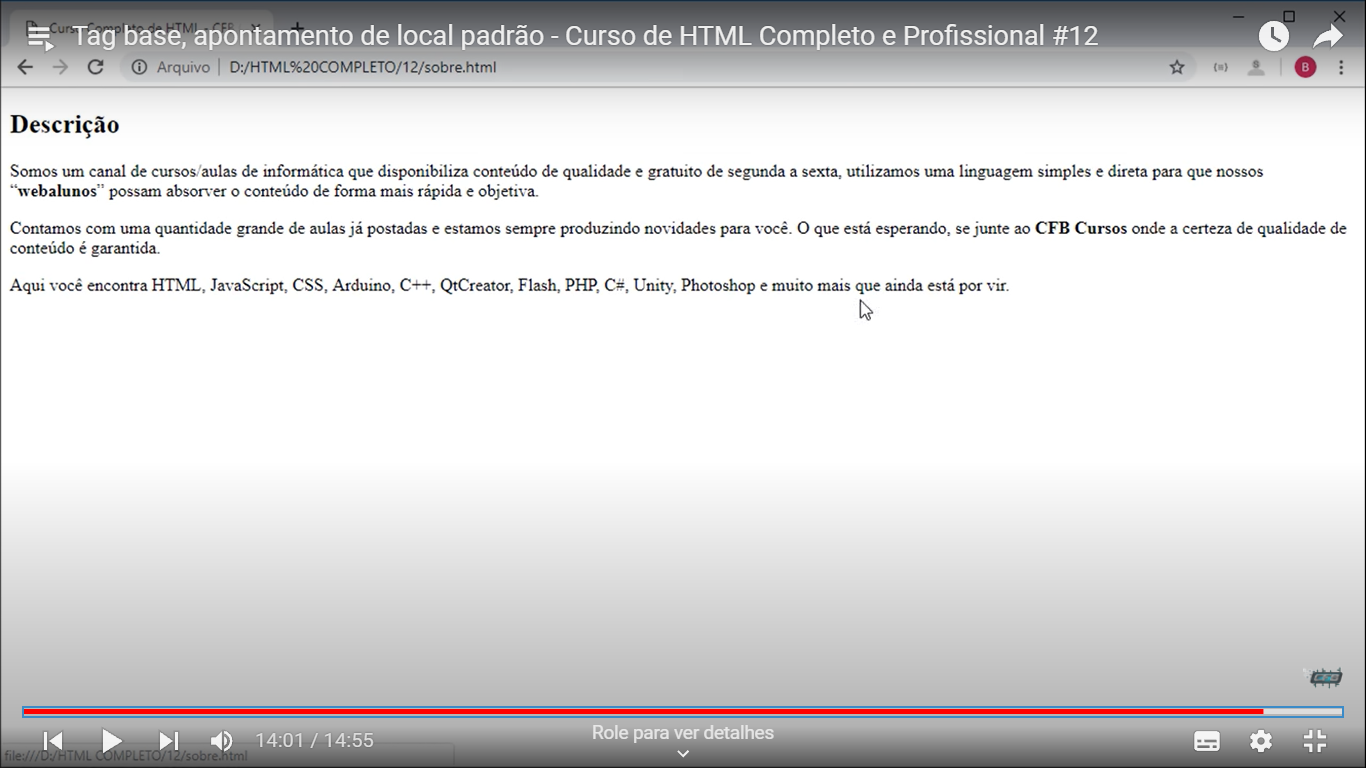 Curso Completo de HTML - CFB
Tag base, apontamento de local padrão - Curso de HTML Completo e Profissional #12
Arquivo | D:/HTML%20COMPLETO/12/sobre.html
B
Descrição
Somos um canal de cursos/aulas de informática que disponibiliza conteúdo de qualidade e gratuito de segunda a sexta, utilizamos uma linguagem simples e direta para que nossos
“webalunos” possam absorver o conteúdo de forma mais rápida e objetiva.
Contamos com uma quantidade grande de aulas já postadas e estamos sempre produzindo novidades para você. O que está esperando, se junte ao CFB Cursos onde a certeza de qualidade de
conteúdo é garantida.
Aqui você encontra HTML, JavaScript, CSS, Arduino, C++, QtCreator, Flash, PHP, C#, Unity, Photoshop e muito mais que ainda está por vir.
Role para ver detalhes
14:01 / 14:55
file:///D:/HTML COMPLETO/12/sobre.html